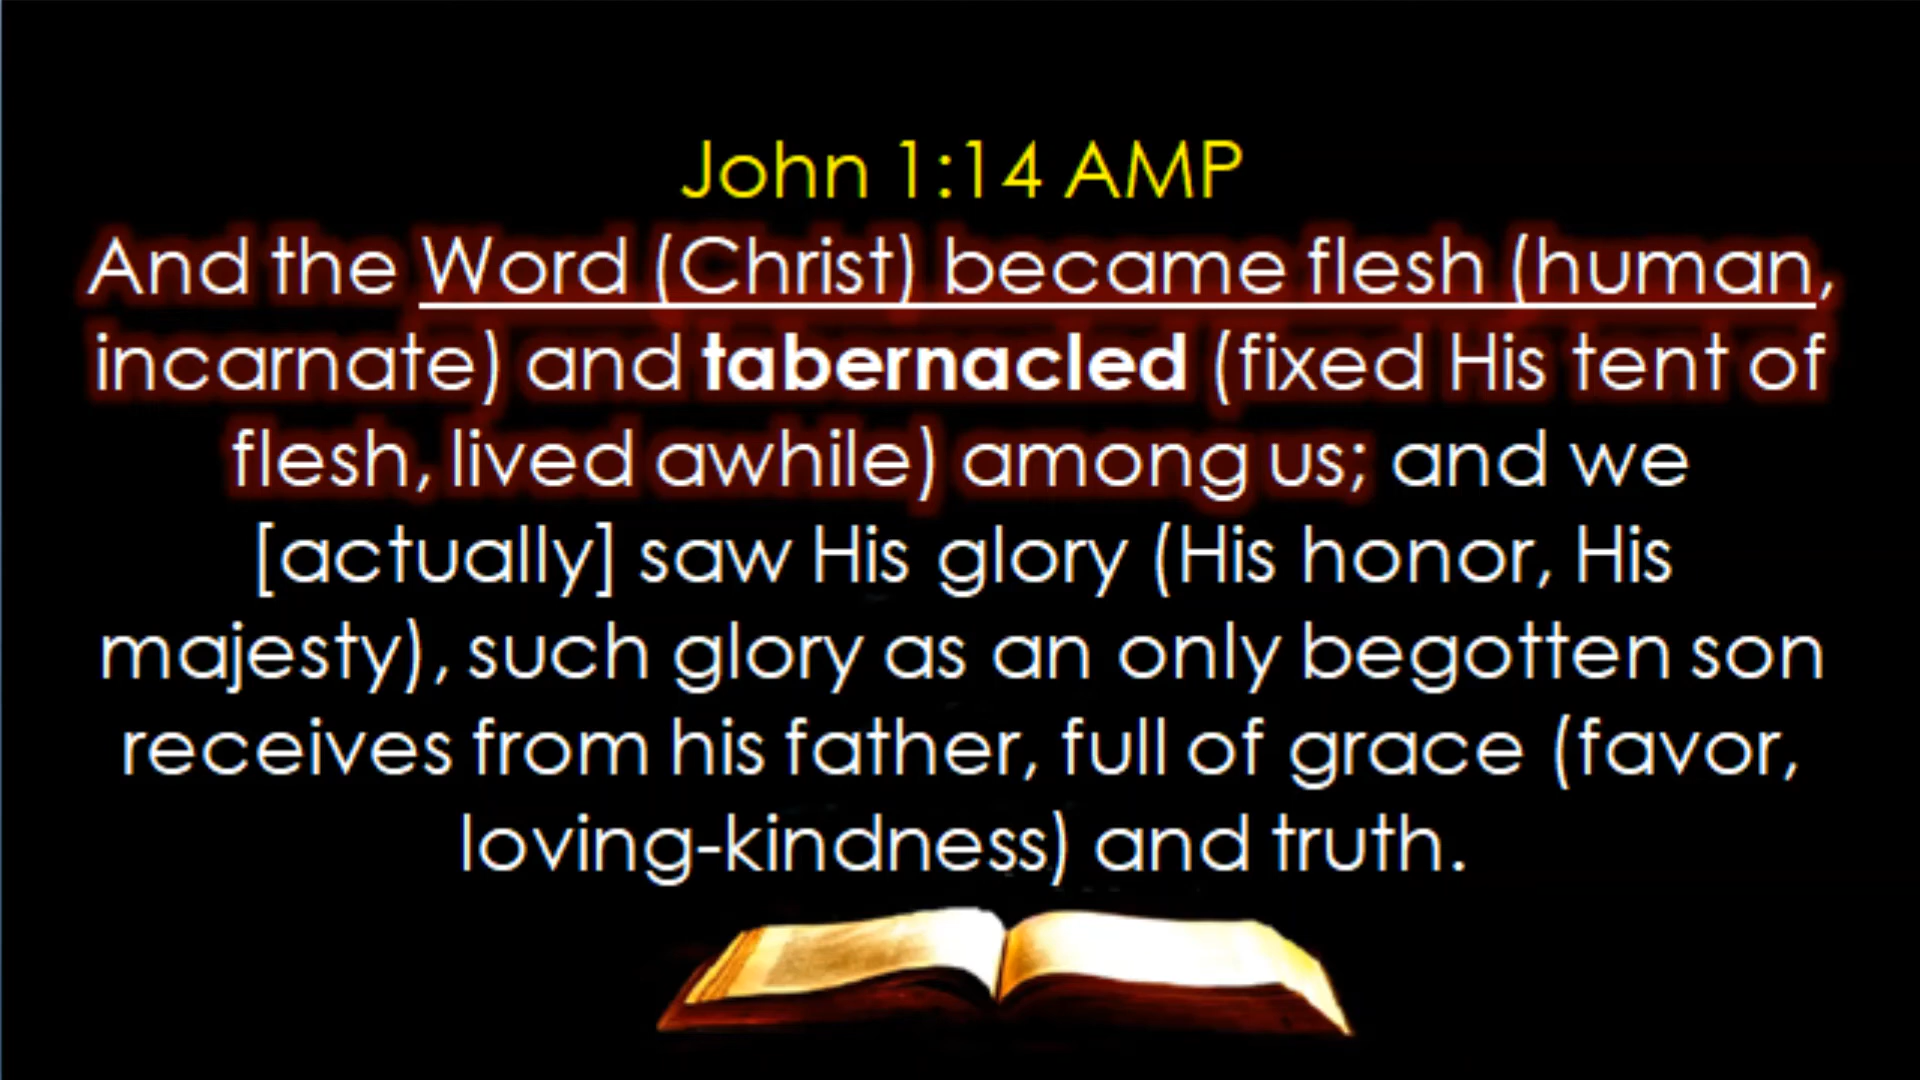 John 1:14 AMP
And the Word (Christ) became flesh (human,
incarnate) and tabernacled (fixed His tent of
flesh, lived awhile) among us; and we
[actually] saw His glory (His honor, His
majesty), such glory as an only begotten son
receives from his father, full of grace (favor,
loving-kindness) and truth.